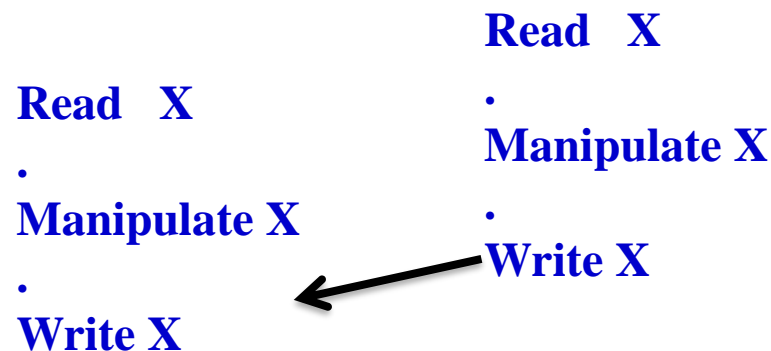 Read X
.
Manipulate X
.
Write X
Read X
.
Manipulate X
.
Write X